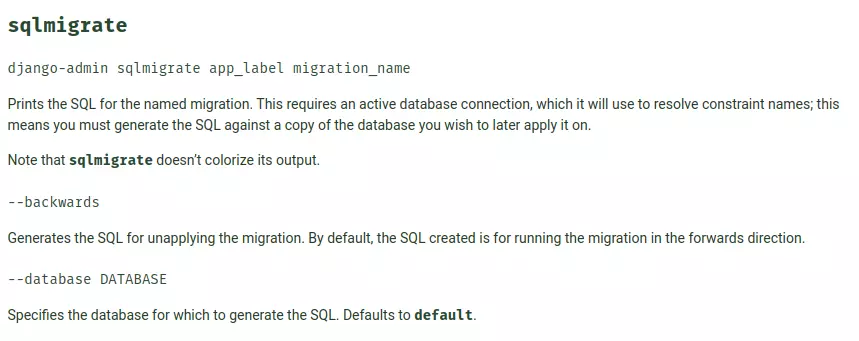 sqlmigrate
django-admin sqlmigrate app_label migration_name
Prints the SQL for the named migration. This requires an active database connection, which it will use to resolve constraint names; this
means you must generate the SQL against a copy of the database you wish to later apply it on.
Note that sqlmigrate doesn’t colorize its output.
--backwards
Generates the SQL for unapplying the migration. By default, the SQL created is for running the migration in the forwards direction.
--database DATABASE
Specifies the database for which to generate the SQL. Defaults to default.